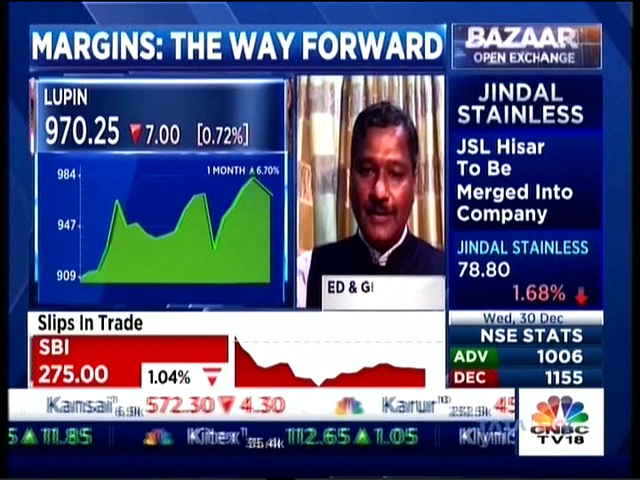 MARGINS: THE WAY FORWARD
BAZAAR
OPEN EXCHANGE
LUPIN
970.25 ▼ 7.00 [0.72%]
1 MONTH ▲ 6.70%
984
947
909
JINDAL
STAINLESS
JSL Hisar
To Be
Merged Into
Company
JINDAL STAINLESS
78.80
1.68%
ED & GI
Wed, 30 Dec
NSE STATS
ADV 1006
DEC 1155
Slips In Trade
SBI
275.00 1.04%
Kansai 572.30 ▼ 4.30 Karur 45
5 ▲ 11.85 Kitex 112.65 ▲ 1.05
CNBC
TV18